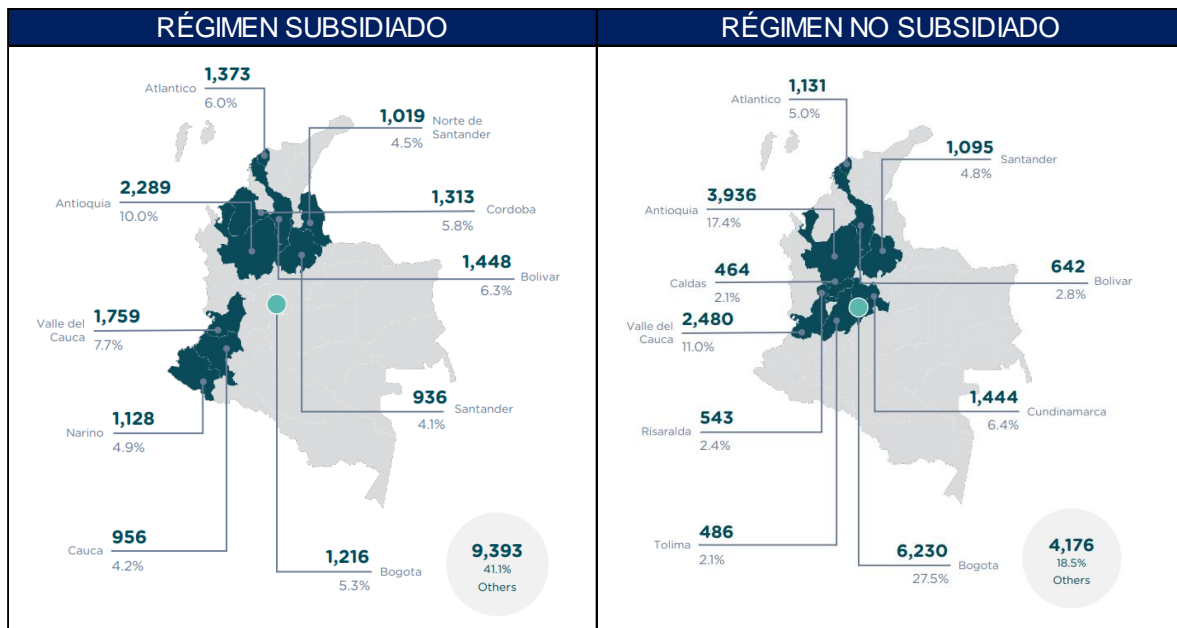 RÉGIMEN SUBSIDIADO
1,373
Atlantico
6.0%
1,019
Norte de
Santander
4.5%
2,289
Antioquia
10.0%
1,313
Cordoba
5.8%
1,448
Bolivar
6.3%
1,759
Valle del
Cauca
7.7%
936
Santander
4.1%
1,128
Narino
4.9%
956
Cauca
4.2%
1,216
Bogota
5.3%
9,393
41.1%
Others
RÉGIMEN NO SUBSIDIADO
1,131
Atlantico
5.0%
1,095
Santander
4.8%
3,936
Antioquia
17.4%
464
Caldas
2.1%
642
Bolivar
2.8%
2,480
Valle del
Cauca
11.0%
1,444
Cundinamarca
6.4%
543
Risaralda
2.4%
486
Tolima
2.1%
6,230
Bogota
27.5%
4,176
18.5%
Others